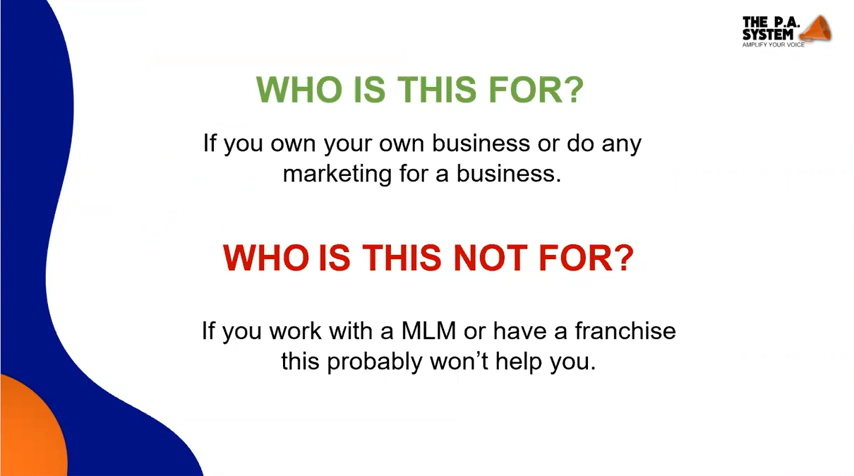 THE P.A.
SYSTEM
AMPLIFY YOUR VOICE
WHO IS THIS FOR?
If you own your own business or do any
marketing for a business.
WHO IS THIS NOT FOR?
If you work with a MLM or have a franchise
this probably won't help you.